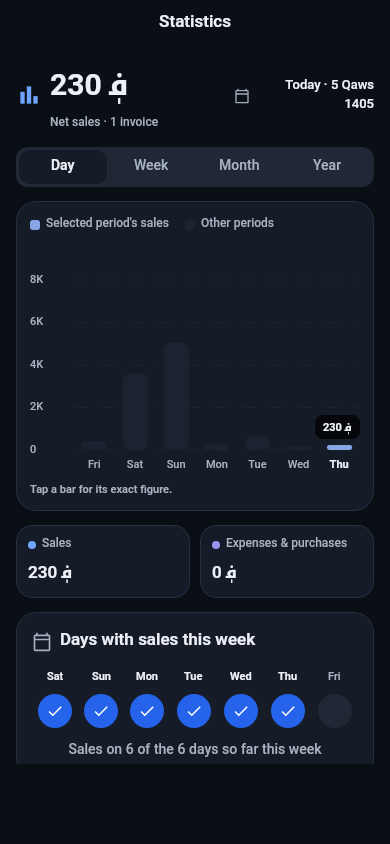 Statistics
230 ؋
Net sales · 1 invoice
Today · 5 Qaws
1405
Day
Week
Month
Year
Selected period's sales
Other periods
8K
6K
4K
2K
0
230 ؋
Fri
Sat
Sun
Mon
Tue
Wed
Thu
Tap a bar for its exact figure.
Sales
230 ؋
Expenses & purchases
0 ؋
Days with sales this week
Sat
Sun
Mon
Tue
Wed
Thu
Fri
Sales on 6 of the 6 days so far this week